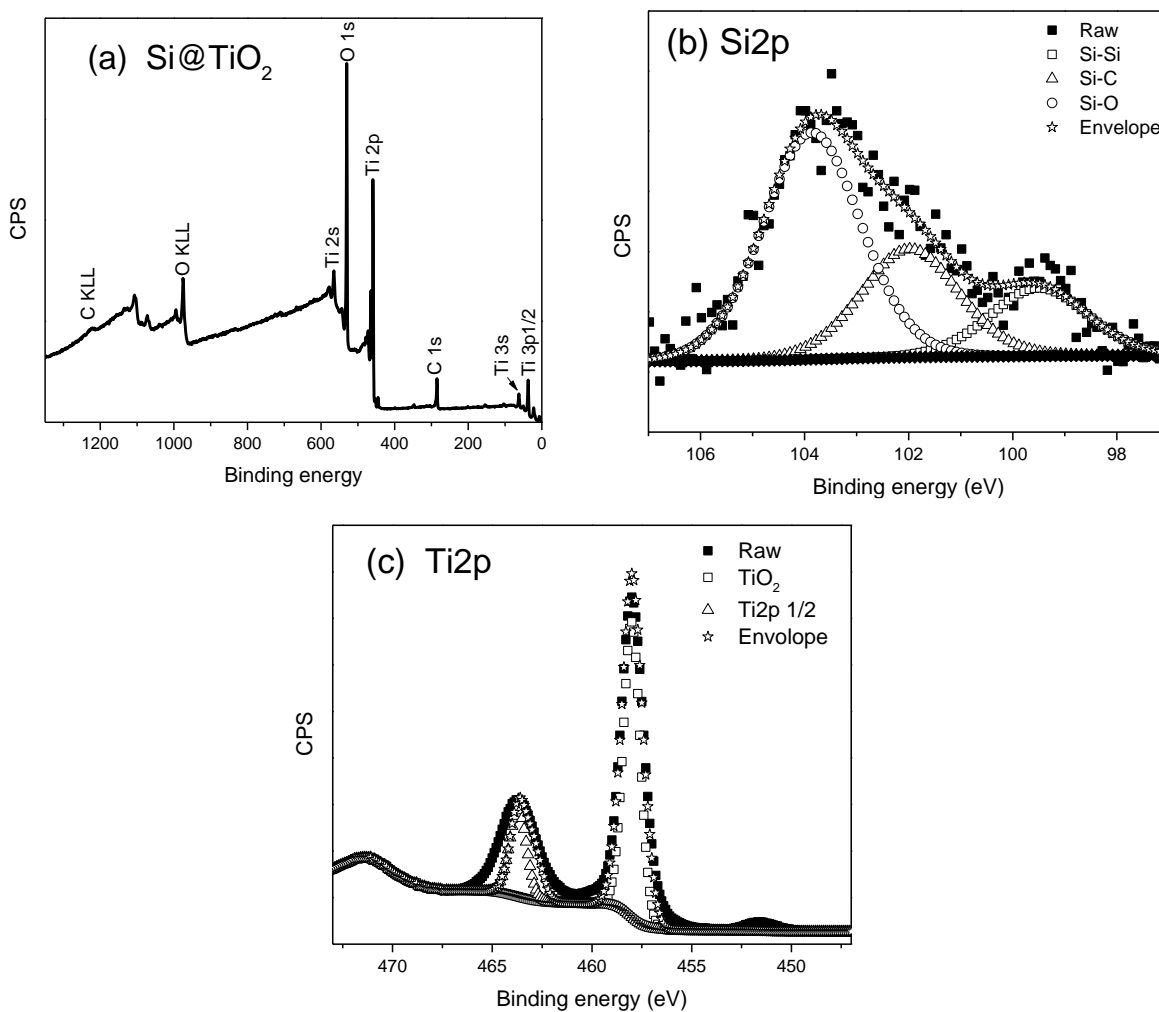 (a) Si@TiO₂
CPS
C KLL
O KLL
Ti 2s
O 1s
Ti 2p
C 1s
Ti 3s
Ti 3p1/2
1200 1000 800 600 400 200 0
Binding energy
(b) Si2p
Raw
Si-Si
Si-C
Si-O
Envelope
CPS
106 104 102 100 98
Binding energy (eV)
(c) Ti2p
Raw
TiO₂
Ti2p 1/2
Envolope
CPS
470 465 460 455 450
Binding energy (eV)